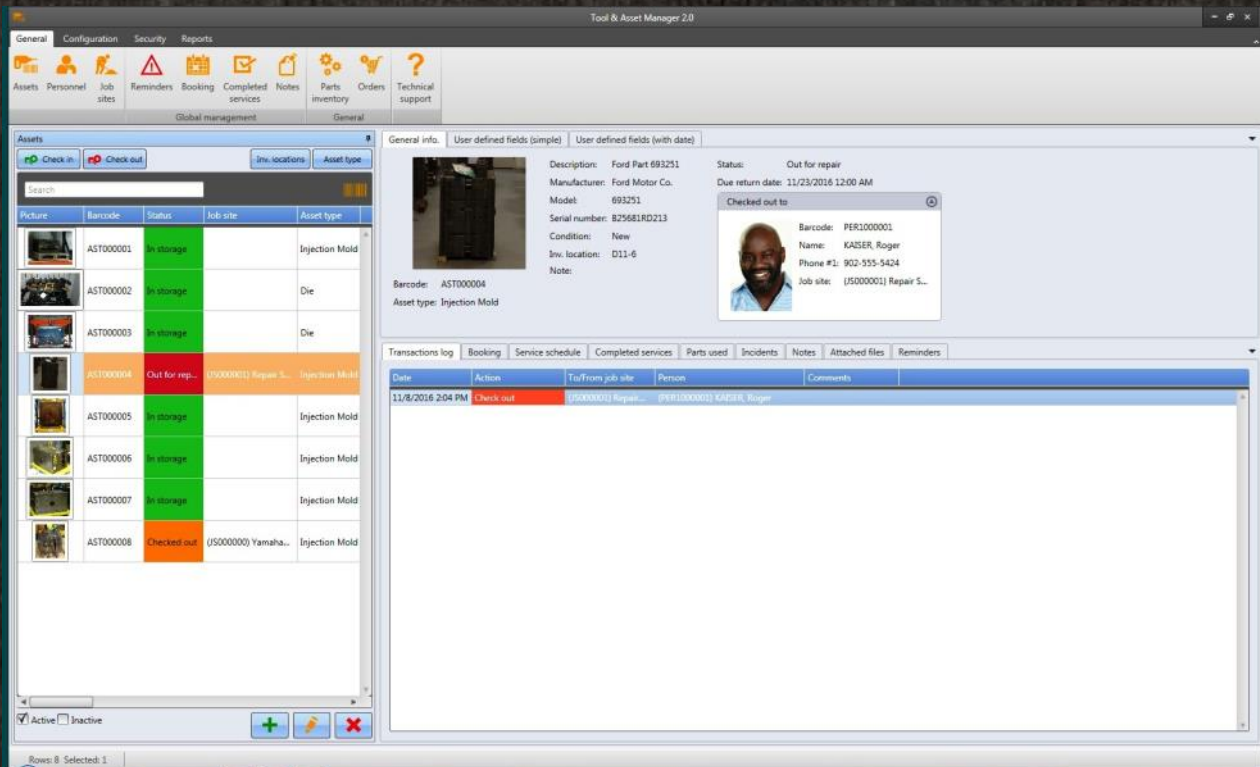 Tool & Asset Manager 2.0
General Configuration Security Reports
Assets Personnel Job sites Reminders Booking Completed services Notes Parts inventory Orders Technical support
Global management General
Assets
Check in Check out Inv. locations Asset type
Search
Picture Barcode Status Job site Asset type
AST000001 In storage Injection Mold
AST000002 In storage Die
AST000003 In storage Die
AST000004 Out for rep... (JS000001) Repair S... Injection Mold
AST000005 In storage Injection Mold
AST000006 In storage Injection Mold
AST000007 In storage Injection Mold
AST000008 Checked out (JS000000) Yamaha... Injection Mold
Active Inactive
Rows: 8 Selected: 1
General info. User defined fields (simple) User defined fields (with date)
Barcode: AST000004
Asset type: Injection Mold
Description: Ford Part 693251
Manufacturer: Ford Motor Co.
Model: 693251
Serial number: B25681RD213
Condition: New
Inv. location: D11-6
Note:
Status: Out for repair
Due return date: 11/23/2016 12:00 AM
Checked out to
Barcode: PER1000001
Name: KAISER, Roger
Phone #1: 902-555-5424
Job site: (JS000001) Repair S...
Transactions log Booking Service schedule Completed services Parts used Incidents Notes Attached files Reminders
Date Action To/From job site Person Comments
11/8/2016 2:04 PM Check out (JS000001) Repair... (PER1000001) KAISER, Roger